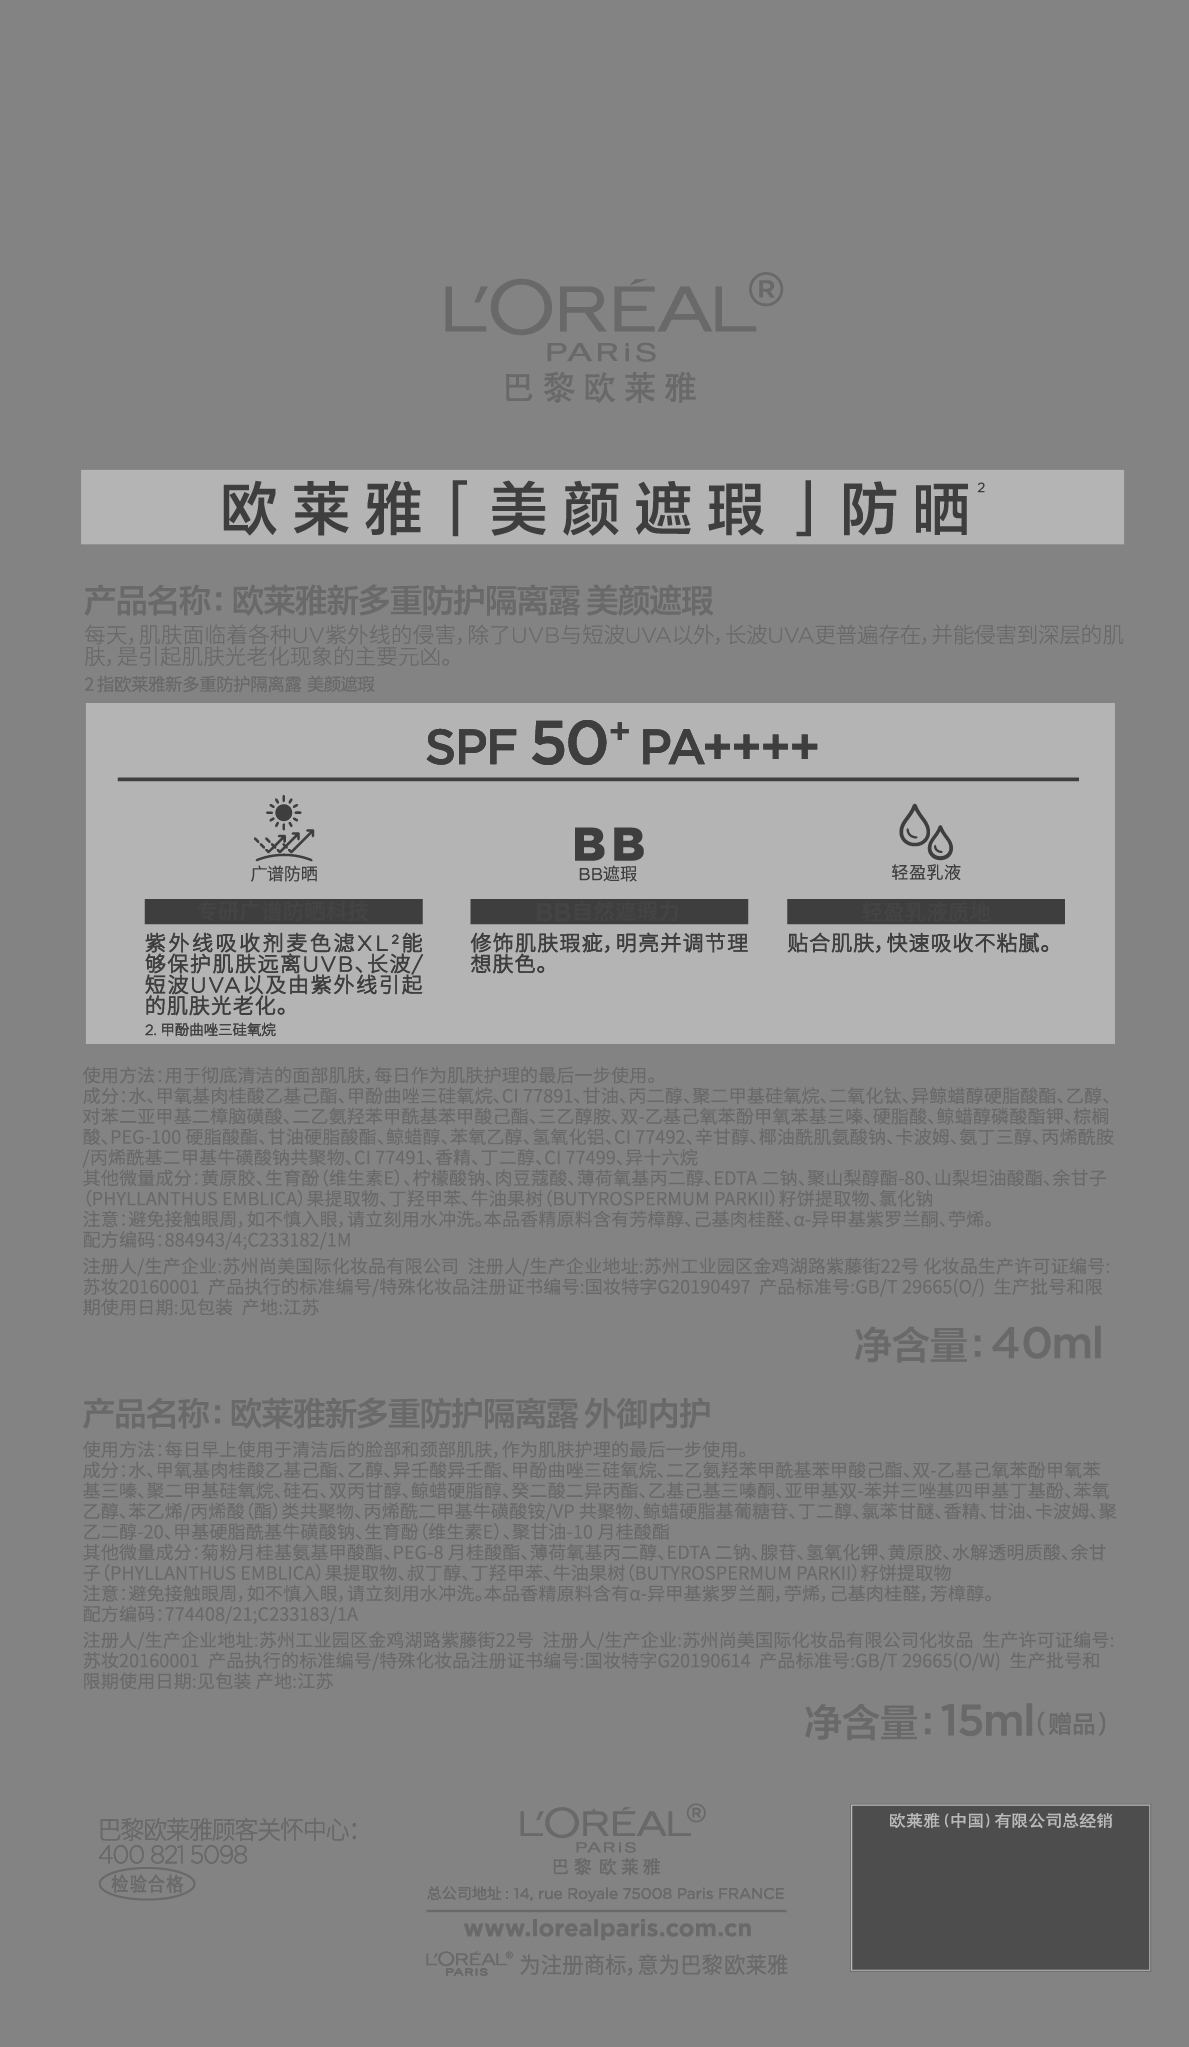 L'ORÉAL®
PARiS
巴黎欧莱雅
欧莱雅「美颜遮瑕」防晒²
产品名称：欧莱雅新多重防护隔离露 美颜遮瑕
每天，肌肤面临着各种UV紫外线的侵害，除了UVB与短波UVA以外，长波UVA更普遍存在，并能侵害到深层的肌
肤，是引起肌肤光老化现象的主要元凶。
2 指欧莱雅新多重防护隔离露 美颜遮瑕
SPF 50⁺ PA++++
广谱防晒
BB
BB遮瑕
轻盈乳液
专研广谱防晒科技
紫外线吸收剂麦色滤XL²能
够保护肌肤远离UVB、长波/
短波UVA以及由紫外线引起
的肌肤光老化。
2. 甲酚曲唑三硅氧烷
BB自然遮瑕力
修饰肌肤瑕疵，明亮并调节理
想肤色。
轻盈乳液质地
贴合肌肤，快速吸收不粘腻。
使用方法：用于彻底清洁的面部肌肤，每日作为肌肤护理的最后一步使用。
成分：水、甲氧基肉桂酸乙基己酯、甲酚曲唑三硅氧烷、CI 77891、甘油、丙二醇、聚二甲基硅氧烷、二氧化钛、异鲸蜡醇硬脂酸酯、乙醇、
对苯二亚甲基二樟脑磺酸、二乙氨羟苯甲酰基苯甲酸己酯、三乙醇胺、双-乙基己氧苯酚甲氧苯基三嗪、硬脂酸、鲸蜡醇磷酸酯钾、棕榈
酸、PEG-100 硬脂酸酯、甘油硬脂酸酯、鲸蜡醇、苯氧乙醇、氢氧化铝、CI 77492、辛甘醇、椰油酰肌氨酸钠、卡波姆、氨丁三醇、丙烯酰胺
/丙烯酰基二甲基牛磺酸钠共聚物、CI 77491、香精、丁二醇、CI 77499、异十六烷
其他微量成分：黄原胶、生育酚（维生素E）、柠檬酸钠、肉豆蔻酸、薄荷氧基丙二醇、EDTA 二钠、聚山梨醇酯-80、山梨坦油酸酯、余甘子
（PHYLLANTHUS EMBLICA）果提取物、丁羟甲苯、牛油果树（BUTYROSPERMUM PARKII）籽饼提取物、氯化钠
注意：避免接触眼周，如不慎入眼，请立刻用水冲洗。本品香精原料含有芳樟醇、己基肉桂醛、α-异甲基紫罗兰酮、苧烯。
配方编码：884943/4;C233182/1M
注册人/生产企业:苏州尚美国际化妆品有限公司 注册人/生产企业地址:苏州工业园区金鸡湖路紫藤街22号 化妆品生产许可证编号:
苏妆20160001 产品执行的标准编号/特殊化妆品注册证书编号:国妆特字G20190497 产品标准号:GB/T 29665(O/) 生产批号和限
期使用日期:见包装 产地:江苏
净含量：40ml
产品名称：欧莱雅新多重防护隔离露 外御内护
使用方法：每日早上使用于清洁后的脸部和颈部肌肤，作为肌肤护理的最后一步使用。
成分：水、甲氧基肉桂酸乙基己酯、乙醇、异壬酸异壬酯、甲酚曲唑三硅氧烷、二乙氨羟苯甲酰基苯甲酸己酯、双-乙基己氧苯酚甲氧苯
基三嗪、聚二甲基硅氧烷、硅石、双丙甘醇、鲸蜡硬脂醇、癸二酸二异丙酯、乙基己基三嗪酮、亚甲基双-苯并三唑基四甲基丁基酚、苯氧
乙醇、苯乙烯/丙烯酸（酯）类共聚物、丙烯酰二甲基牛磺酸铵/VP 共聚物、鲸蜡硬脂基葡糖苷、丁二醇、氯苯甘醚、香精、甘油、卡波姆、聚
乙二醇-20、甲基硬脂酰基牛磺酸钠、生育酚（维生素E）、聚甘油-10 月桂酸酯
其他微量成分：菊粉月桂基氨基甲酸酯、PEG-8 月桂酸酯、薄荷氧基丙二醇、EDTA 二钠、腺苷、氢氧化钾、黄原胶、水解透明质酸、余甘
子（PHYLLANTHUS EMBLICA）果提取物、叔丁醇、丁羟甲苯、牛油果树（BUTYROSPERMUM PARKII）籽饼提取物
注意：避免接触眼周，如不慎入眼，请立刻用水冲洗。本品香精原料含有α-异甲基紫罗兰酮，苧烯，己基肉桂醛，芳樟醇。
配方编码：774408/21;C233183/1A
注册人/生产企业地址:苏州工业园区金鸡湖路紫藤街22号 注册人/生产企业:苏州尚美国际化妆品有限公司化妆品 生产许可证编号:
苏妆20160001 产品执行的标准编号/特殊化妆品注册证书编号:国妆特字G20190614 产品标准号:GB/T 29665(O/W) 生产批号和
限期使用日期:见包装 产地:江苏
净含量：15ml（赠品）
巴黎欧莱雅顾客关怀中心：
400 821 5098
检验合格
L'ORÉAL®
PARiS
巴黎欧莱雅
总公司地址：14, rue Royale 75008 Paris FRANCE
www.lorealparis.com.cn
L'ORÉAL® PARiS 为注册商标，意为巴黎欧莱雅
欧莱雅（中国）有限公司总经销